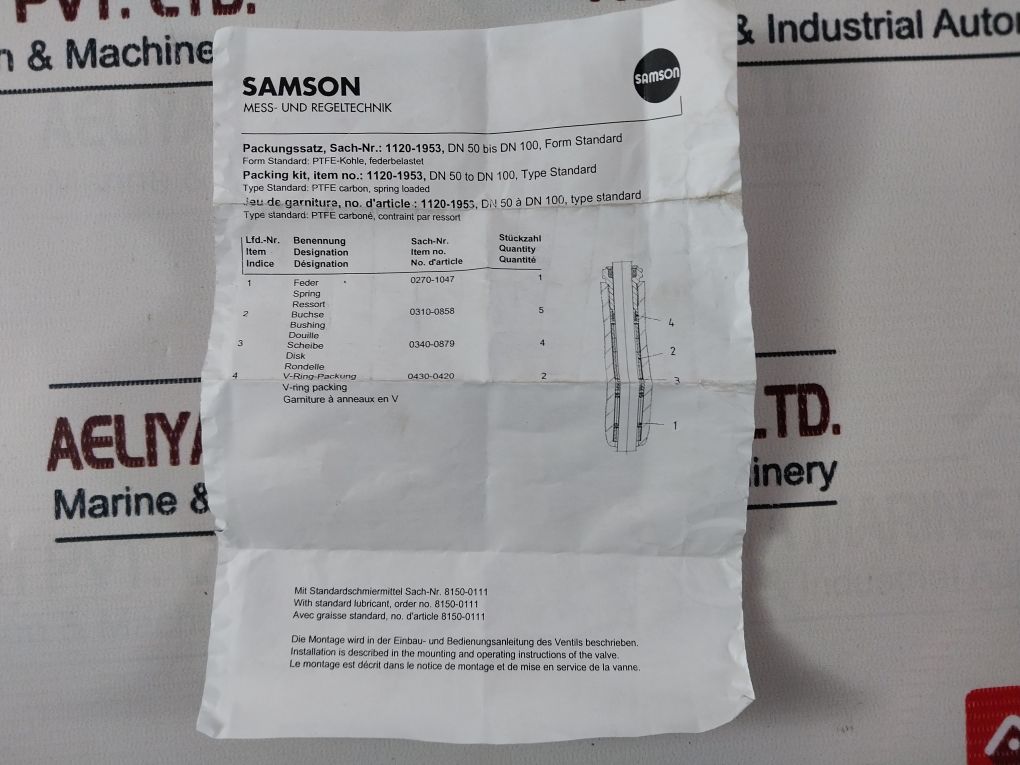 PVT. LTD.
& Machine
& Industrial
SAMSON
MESS- UND REGELTECHNIK
SAMSON
Packungssatz, Sach-Nr.: 1120-1953, DN 50 bis DN 100, Form Standard
Form Standard: PTFE-Kohle, federbelastet
Packing kit, item no.: 1120-1953, DN 50 to DN 100, Type Standard
Type Standard: PTFE carbon, spring loaded
Jeu de garniture, no. d'article : 1120-1953, DN 50 à DN 100, type standard
Type standard: PTFE carboné, contraint par ressort
Lfd.-Nr. Benennung Sach-Nr. Stückzahl
Item Designation Item no. Quantity
Indice Désignation No. d'article Quantité
1 Feder 0270-1047 1
Spring
Ressort
2 Buchse 0310-0858 5
Bushing
Douille
3 Scheibe 0340-0879 4
Disk
Rondelle
4 V-Ring-Packung 0430-0420 2
V-ring packing
Garniture à anneaux en V
4
2
3
1
AELIYA LTD.
Marine & inery
Mit Standardschmiermittel Sach-Nr. 8150-0111
With standard lubricant, order no. 8150-0111
Avec graisse standard, no. d'article 8150-0111
Die Montage wird in der Einbau- und Bedienungsanleitung des Ventils beschrieben.
Installation is described in the mounting and operating instructions of the valve.
Le montage est décrit dans le notice de montage et de mise en service de la vanne.